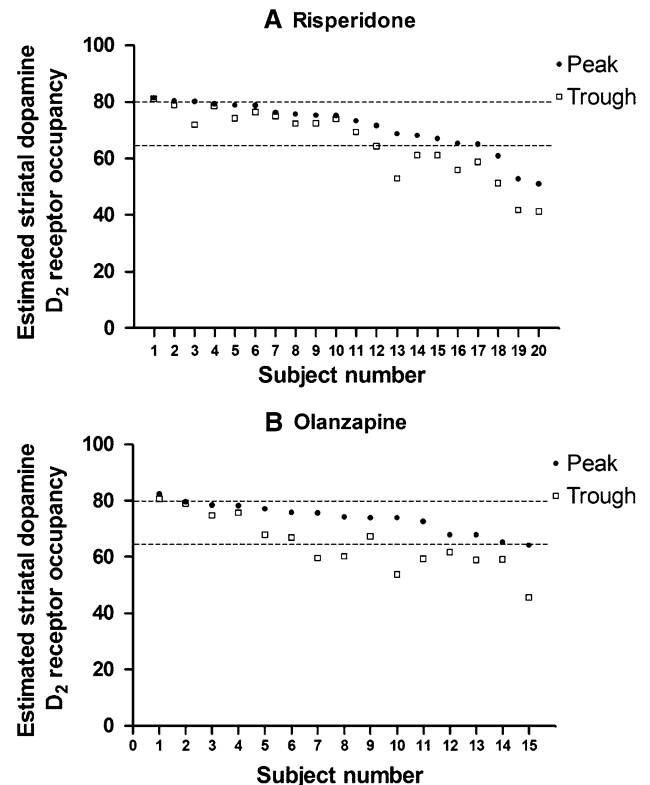 A Risperidone
Estimated striatal dopamine
D₂ receptor occupancy
100
80
60
40
20
0
Peak
Trough
1 2 3 4 5 6 7 8 9 10 11 12 13 14 15 16 17 18 19 20
Subject number
B Olanzapine
Estimated striatal dopamine
D₂ receptor occupancy
100
80
60
40
20
0
Peak
Trough
0 1 2 3 4 5 6 7 8 9 10 11 12 13 14 15
Subject number